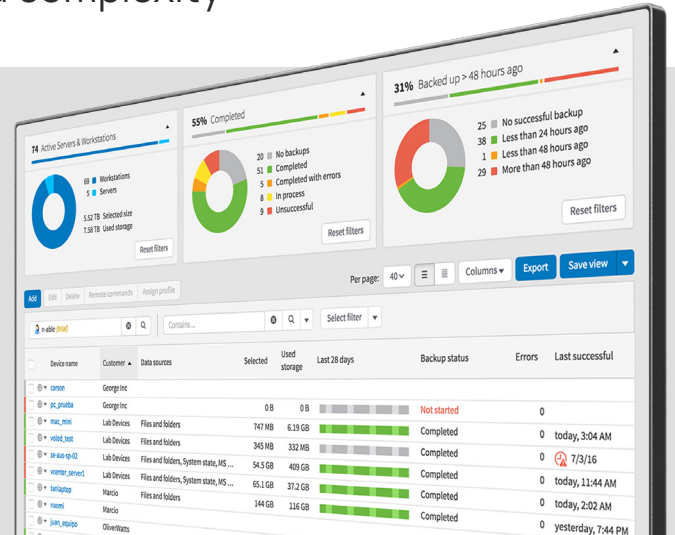 complexity
74 Active Servers & Workstations
69 Workstations
5 Servers
5.52 TB Selected size
7.58 TB Used storage
Reset filters
55% Completed
20 No backups
51 Completed
5 Completed with errors
8 In process
9 Unsuccessful
Reset filters
31% Backed up > 48 hours ago
25 No successful backup
38 Less than 24 hours ago
1 Less than 48 hours ago
29 More than 48 hours ago
Reset filters
Add Edit Delete Remote commands Assign profile
Per page: 40 Columns Export Save view
n-able (trial) Contains... Select filter
Device name Customer Data sources Selected Used storage Last 28 days Backup status Errors Last successful
carson George Inc
pc_prueba George Inc 0 B 0 B Not started 0
mac_mini Lab Devices Files and folders 747 MB 6.19 GB Completed 0 today, 3:04 AM
volod_test Lab Devices Files and folders 345 MB 332 MB Completed 0 7/3/16
se-aus-sp-02 Lab Devices Files and folders, System state, MS ... 54.5 GB 409 GB Completed 0 today, 11:44 AM
vcenter_server1 Lab Devices Files and folders, System state, MS ... 65.1 GB 37.2 GB Completed 0 today, 2:02 AM
tanlaptop Marcio Files and folders 144 GB 116 GB Completed 0 yesterday, 7:44 PM
naomi Marcio
juan_equipo OliverWatts